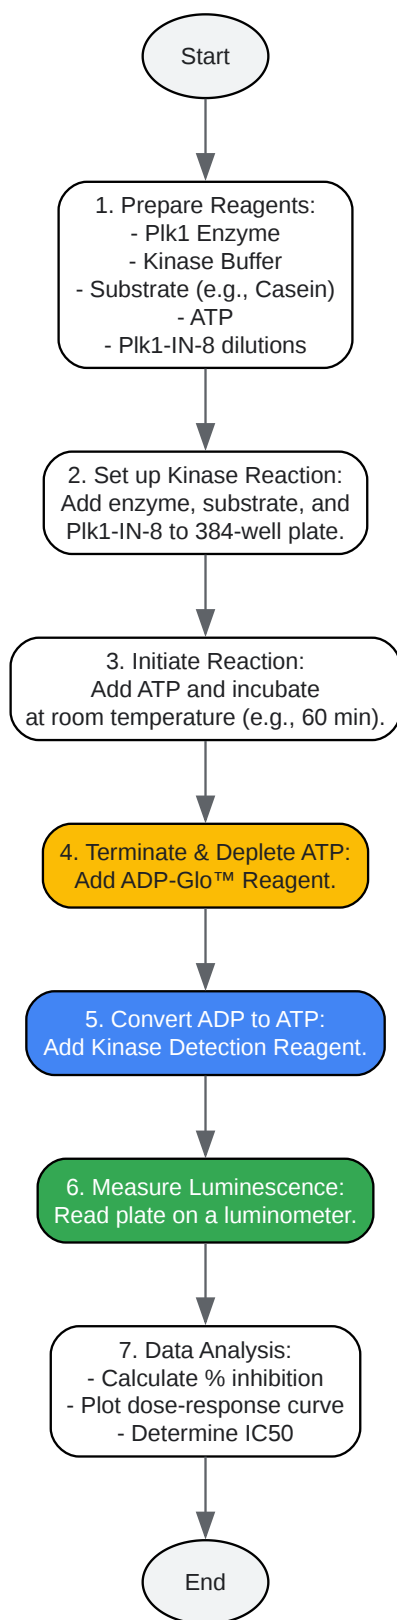 Start
1. Prepare Reagents:
- Plk1 Enzyme
- Kinase Buffer
- Substrate (e.g., Casein)
- ATP
- Plk1-IN-8 dilutions
2. Set up Kinase Reaction:
Add enzyme, substrate, and
Plk1-IN-8 to 384-well plate.
3. Initiate Reaction:
Add ATP and incubate
at room temperature (e.g., 60 min).
4. Terminate & Deplete ATP:
Add ADP-Glo™ Reagent.
5. Convert ADP to ATP:
Add Kinase Detection Reagent.
6. Measure Luminescence:
Read plate on a luminometer.
7. Data Analysis:
- Calculate % inhibition
- Plot dose-response curve
- Determine IC50
End